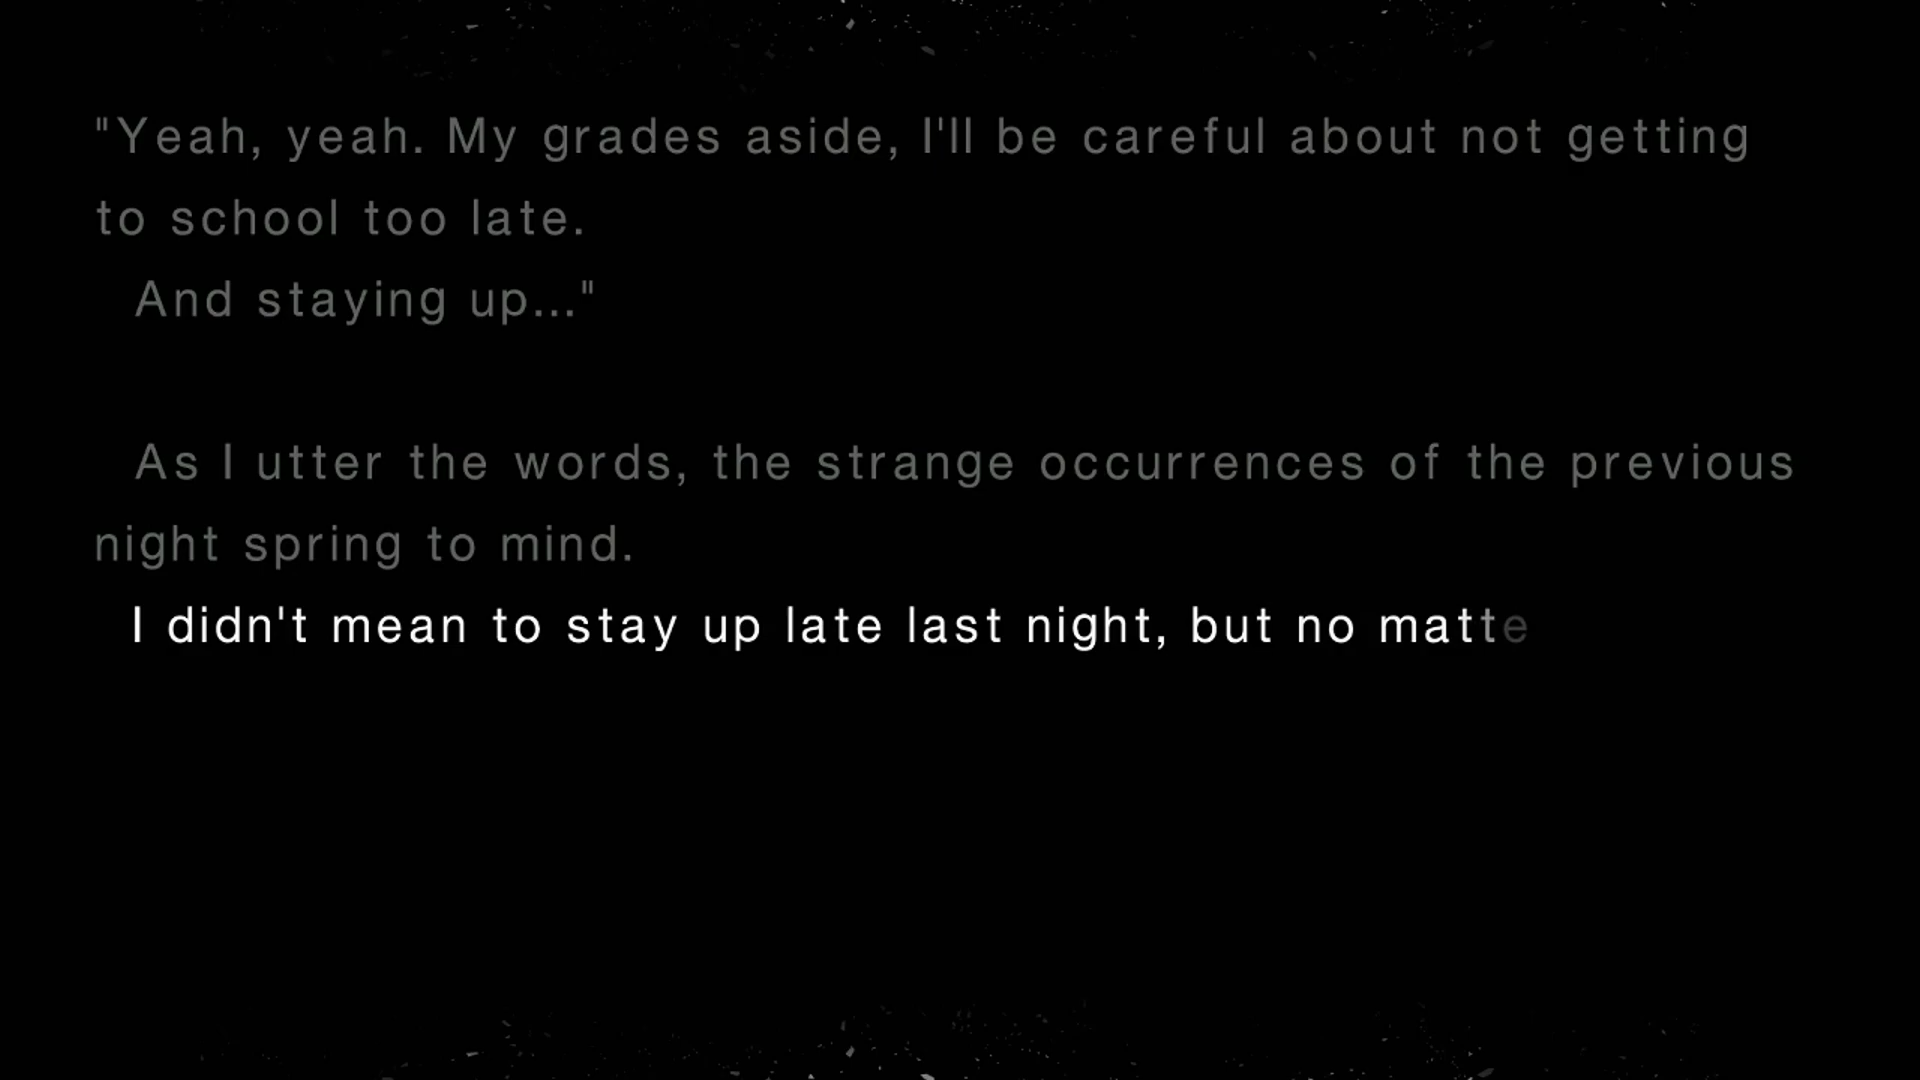 "Yeah, yeah. My grades aside, I'll be careful about not getting
to school too late.
And staying up..."
As I utter the words, the strange occurrences of the previous
night spring to mind.
I didn't mean to stay up late last night, but no matte